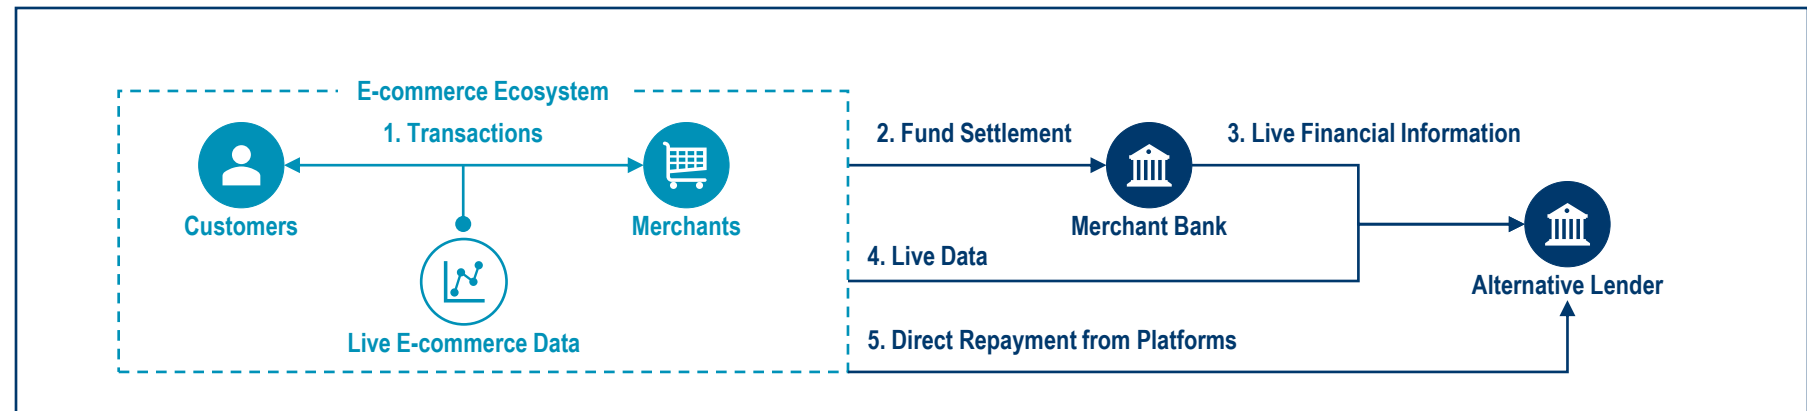 E-commerce Ecosystem
1. Transactions
2. Fund Settlement
3. Live Financial Information
Customers
Merchants
Merchant Bank
4. Live Data
Alternative Lender
Live E-commerce Data
5. Direct Repayment from Platforms